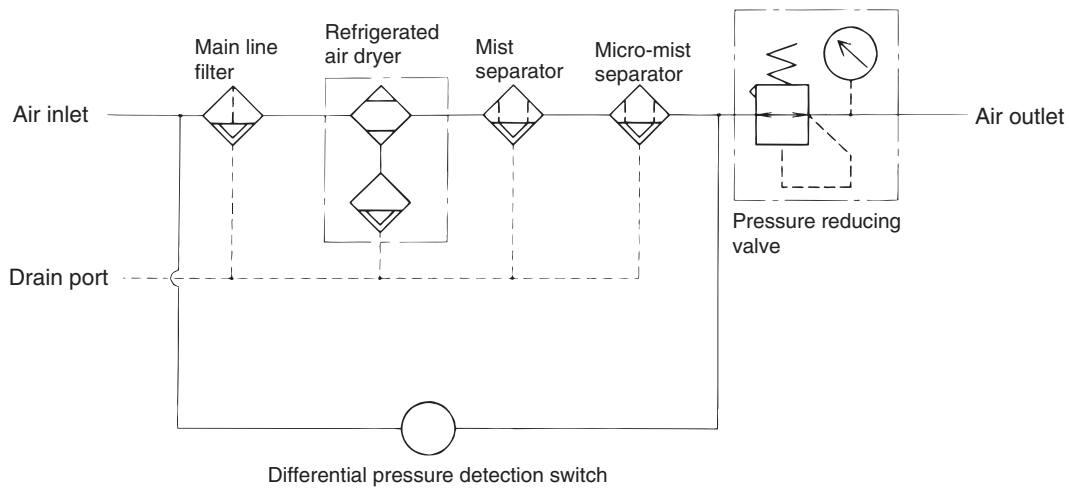 Main line
filter
Refrigerated
air dryer
Mist
separator
Micro-mist
separator
Air inlet
Air outlet
Pressure reducing
valve
Drain port
Differential pressure detection switch